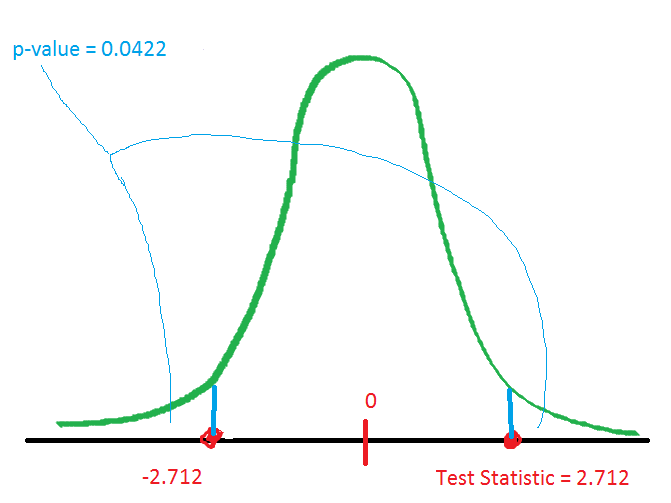 p-value = 0.0422
0
-2.712
Test Statistic = 2.712